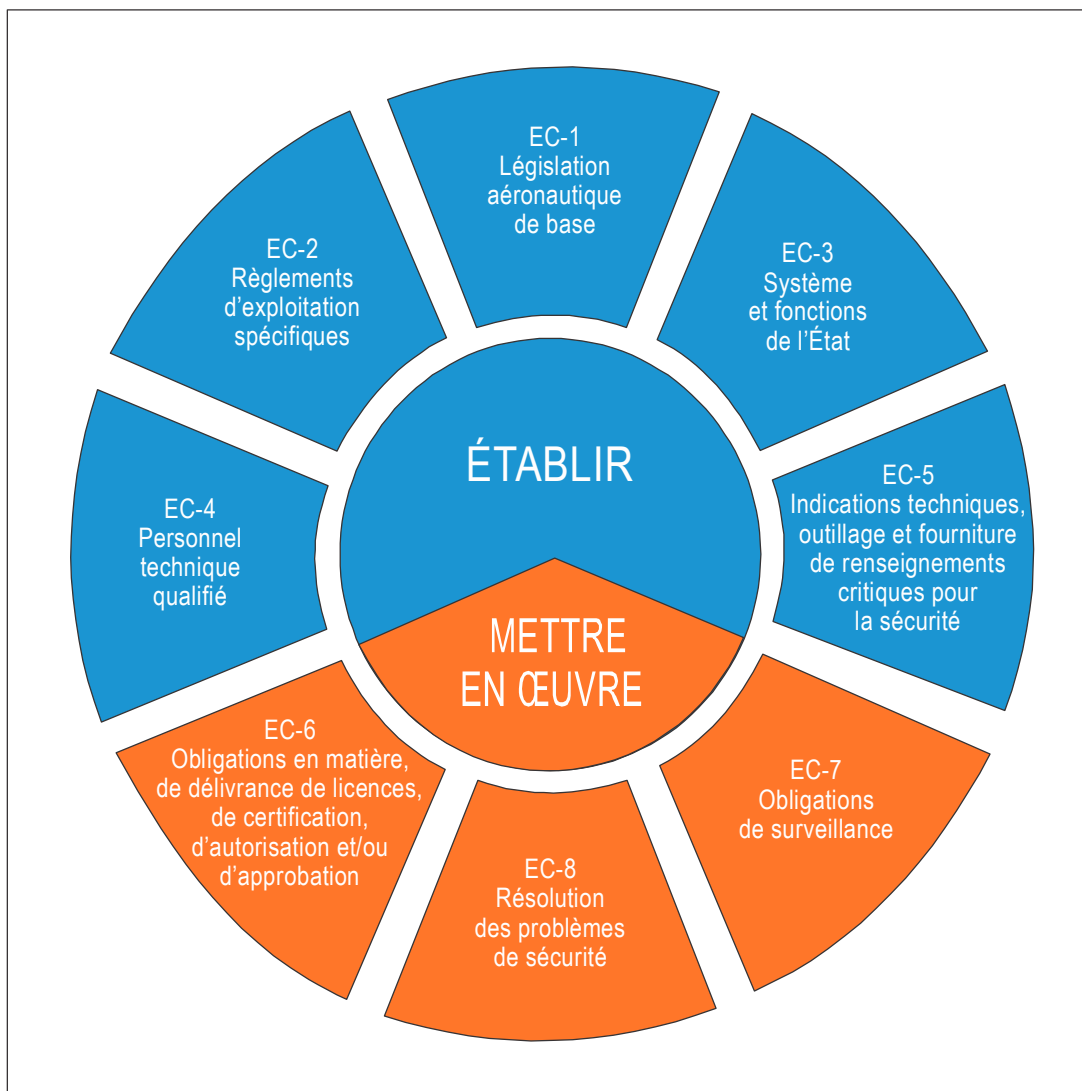 EC-1
Législation
aéronautique
de base
EC-2
Règlements
d’exploitation
spécifiques
EC-3
Système
et fonctions
de l’État
ÉTABLIR
EC-4
Personnel
technique
qualifié
EC-5
Indications techniques,
outillage et fourniture
de renseignements
critiques pour
la sécurité
METTRE
EN ŒUVRE
EC-6
Obligations en matière,
de délivrance de licences,
de certification,
d’autorisation et/ou
d’approbation
EC-7
Obligations
de surveillance
EC-8
Résolution
des problèmes
de sécurité